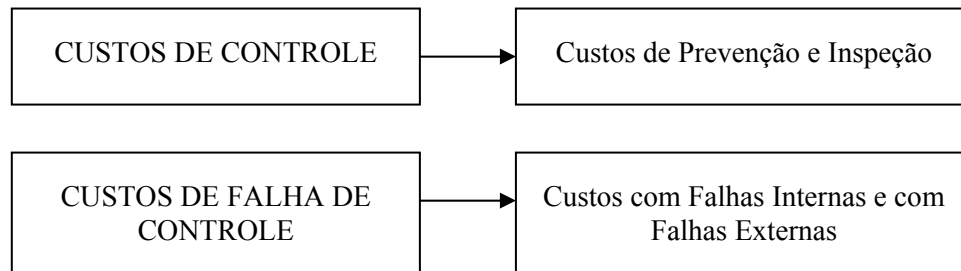 CUSTOS DE CONTROLE
Custos de Prevenção e Inspeção
CUSTOS DE FALHA DE
CONTROLE
Custos com Falhas Internas e com
Falhas Externas